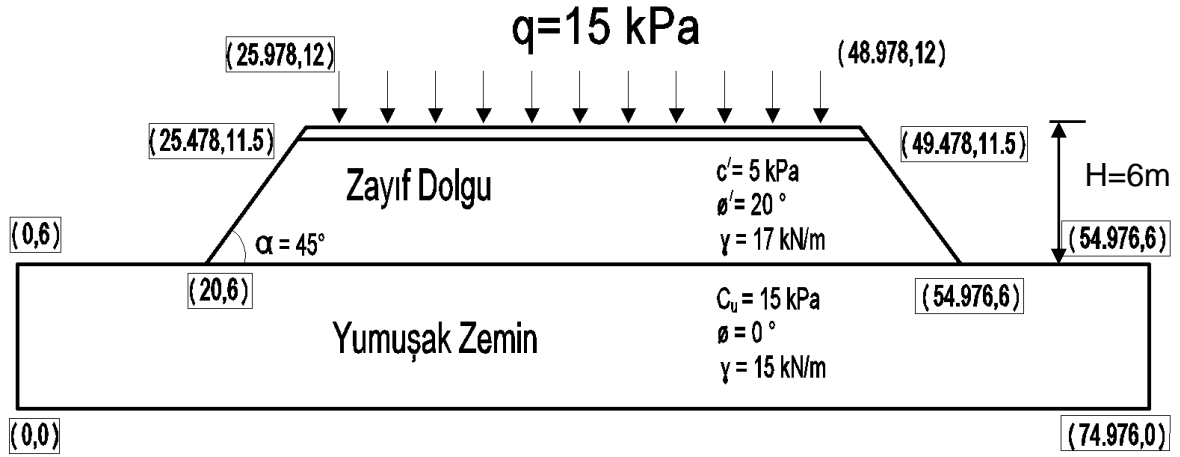 q=15 kPa
(25.978,12)
(48.978,12)
(25.478,11.5)
(49.478,11.5)
Zayıf Dolgu
c′= 5 kPa
ø′= 20 °
γ = 17 kN/m
H=6m
(0,6)
α = 45°
(54.976,6)
(20,6)
(54.976,6)
Yumuşak Zemin
Cu = 15 kPa
ø = 0 °
γ = 15 kN/m
(0,0)
(74.976,0)